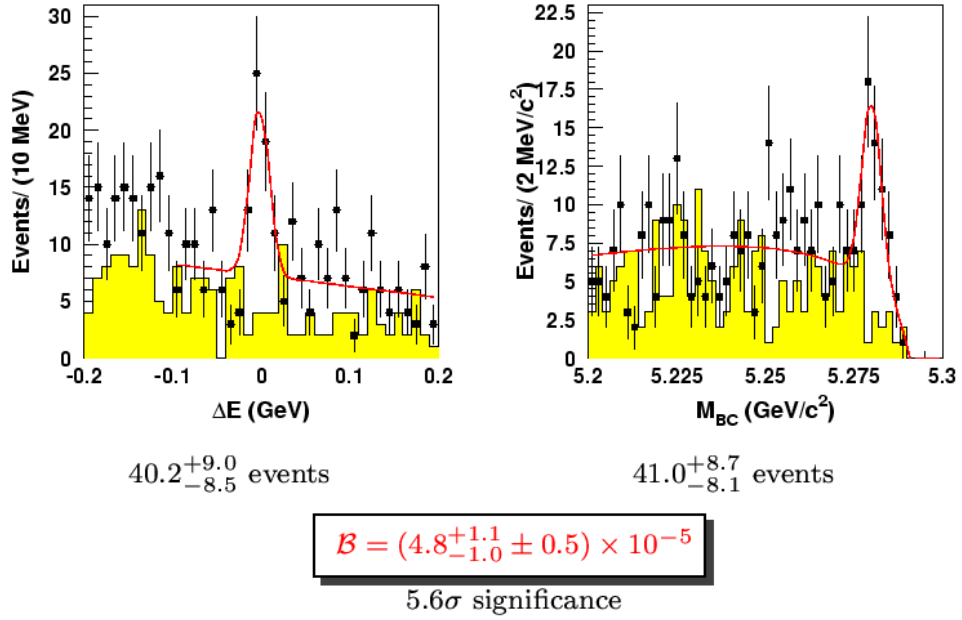 30
25
20
15
10
5
0
Events/ (10 MeV)
-0.2 -0.1 0 0.1 0.2
ΔE (GeV)
22.5
20
17.5
15
12.5
10
7.5
5
2.5
0
Events/ (2 MeV/c²)
5.2 5.225 5.25 5.275 5.3
M_BC (GeV/c²)
40.2 +9.0 −8.5 events
41.0 +8.7 −8.1 events
ℬ = (4.8 +1.1 −1.0 ± 0.5) × 10⁻⁵
5.6σ significance